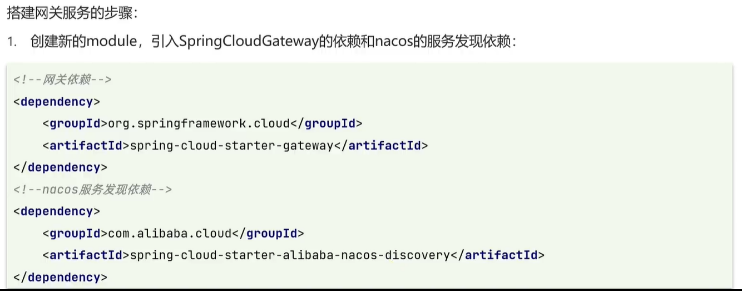 搭建网关服务的步骤：
1. 创建新的module，引入SpringCloudGateway的依赖和nacos的服务发现依赖：
<!--网关依赖-->
<dependency>
    <groupId>org.springframework.cloud</groupId>
    <artifactId>spring-cloud-starter-gateway</artifactId>
</dependency>
<!--nacos服务发现依赖-->
<dependency>
    <groupId>com.alibaba.cloud</groupId>
    <artifactId>spring-cloud-starter-alibaba-nacos-discovery</artifactId>
</dependency>